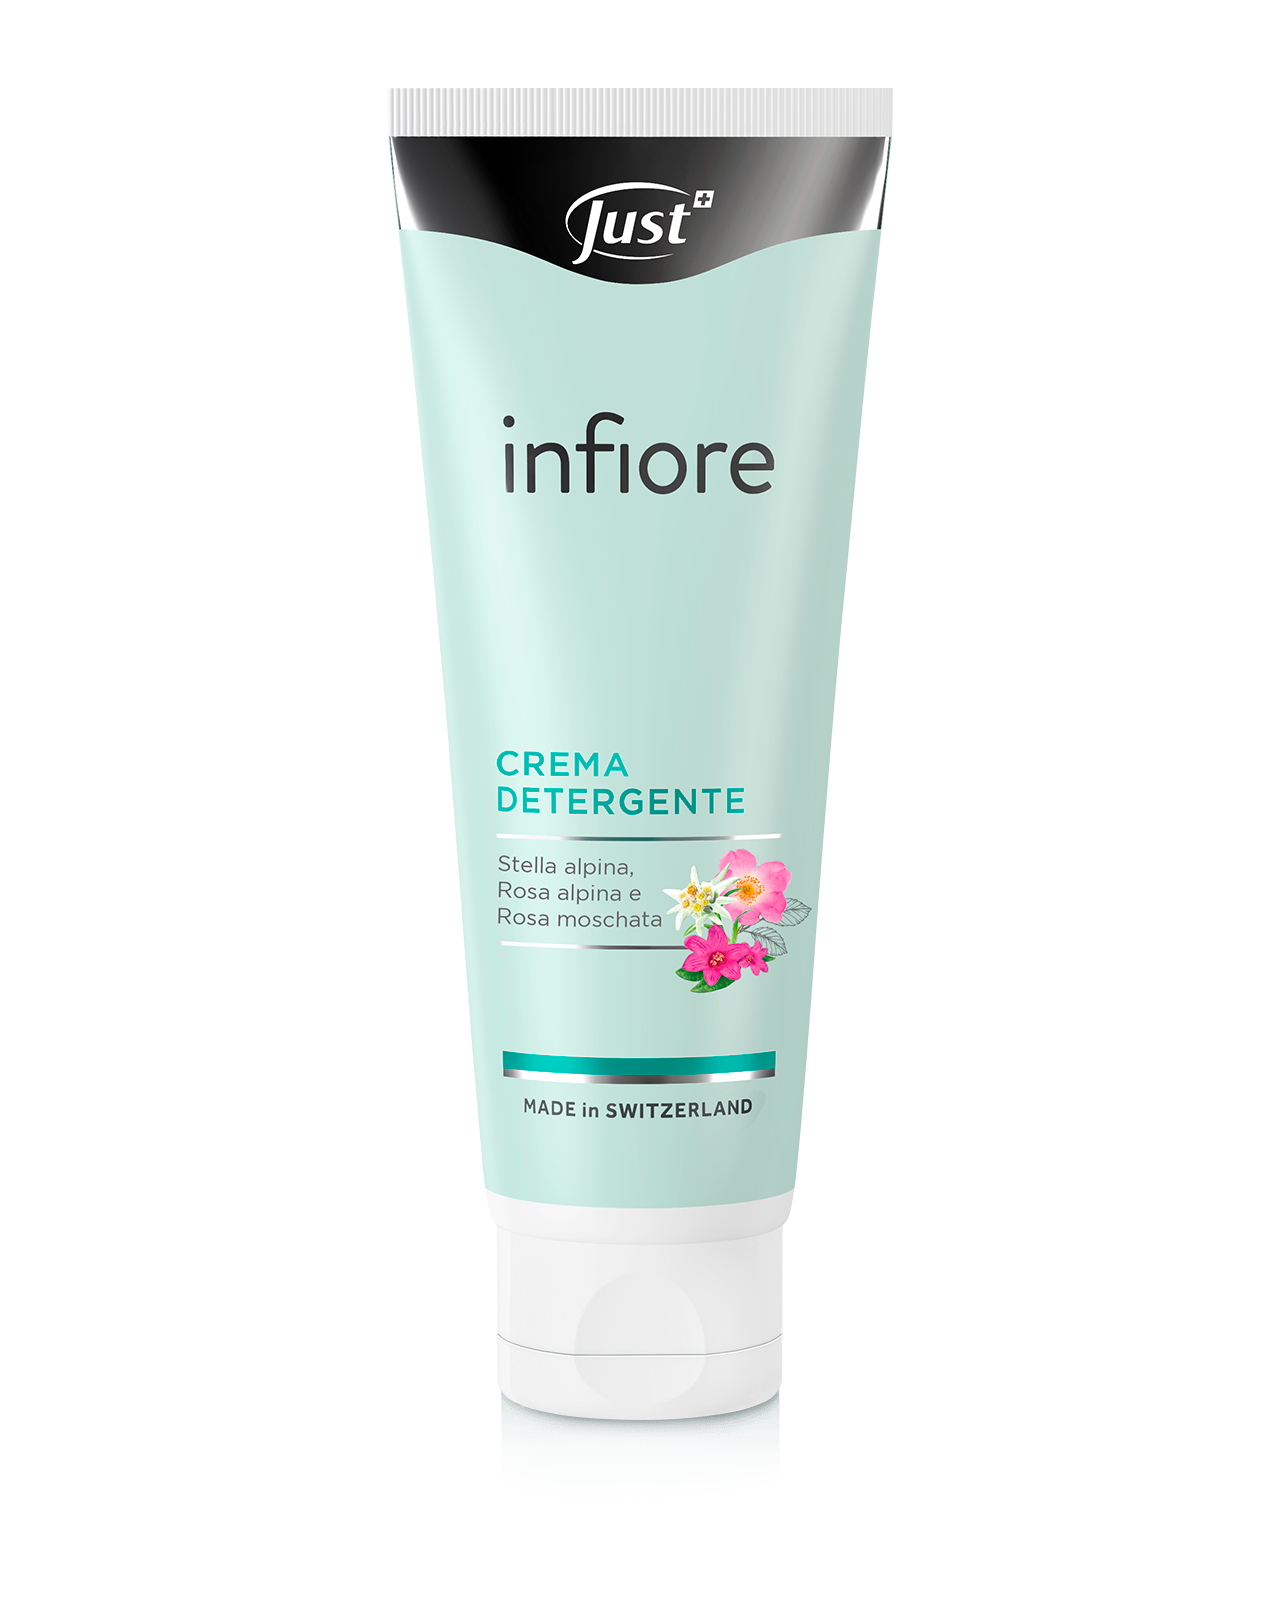 Just
infiore
CREMA
DETERGENTE
Stella alpina,
Rosa alpina e
Rosa moschata
MADE in SWITZERLAND